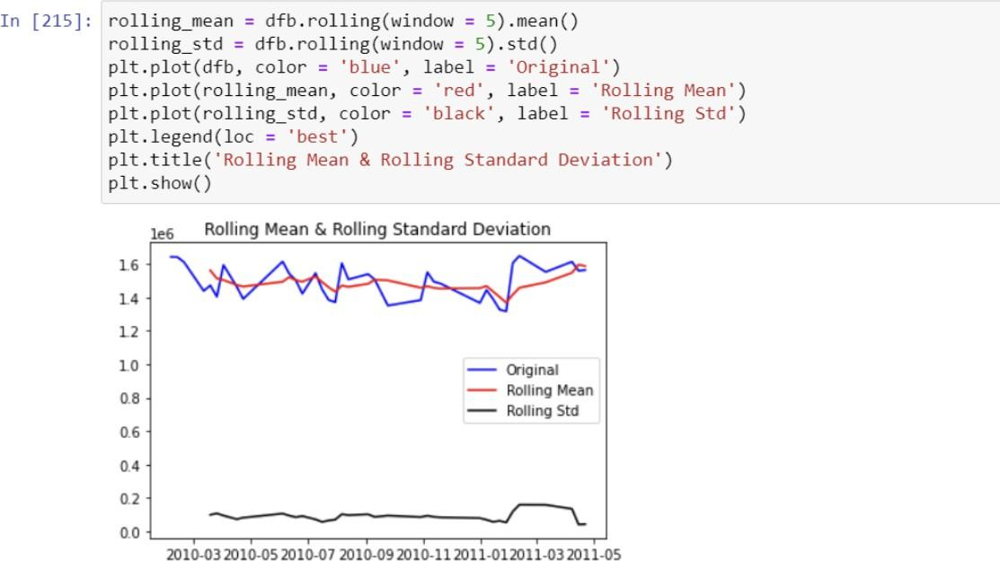 In [215]: rolling_mean = dfb.rolling(window = 5).mean()
rolling_std = dfb.rolling(window = 5).std()
plt.plot(dfb, color = 'blue', label = 'Original')
plt.plot(rolling_mean, color = 'red', label = 'Rolling Mean')
plt.plot(rolling_std, color = 'black', label = 'Rolling Std')
plt.legend(loc = 'best')
plt.title('Rolling Mean & Rolling Standard Deviation')
plt.show()
1e6 Rolling Mean & Rolling Standard Deviation
1.6
1.4
1.2
1.0
0.8
0.6
0.4
0.2
0.0
Original
Rolling Mean
Rolling Std
2010-03 2010-05 2010-07 2010-09 2010-11 2011-01 2011-03 2011-05